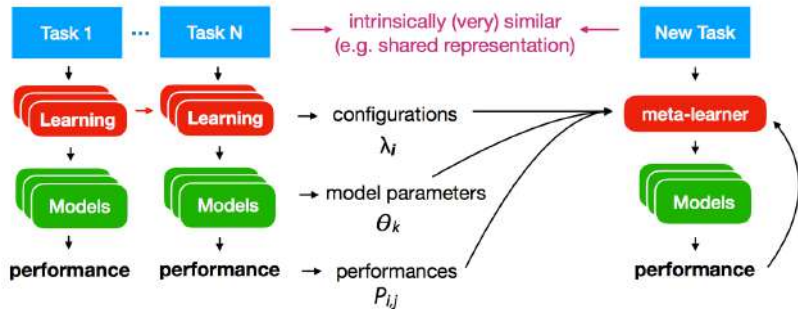 Task 1
...
Task N
intrinsically (very) similar
(e.g. shared representation)
New Task
Learning
Learning
configurations
λi
meta-learner
Models
Models
model parameters
θk
Models
performance
performance
performances
Pi,j
performance